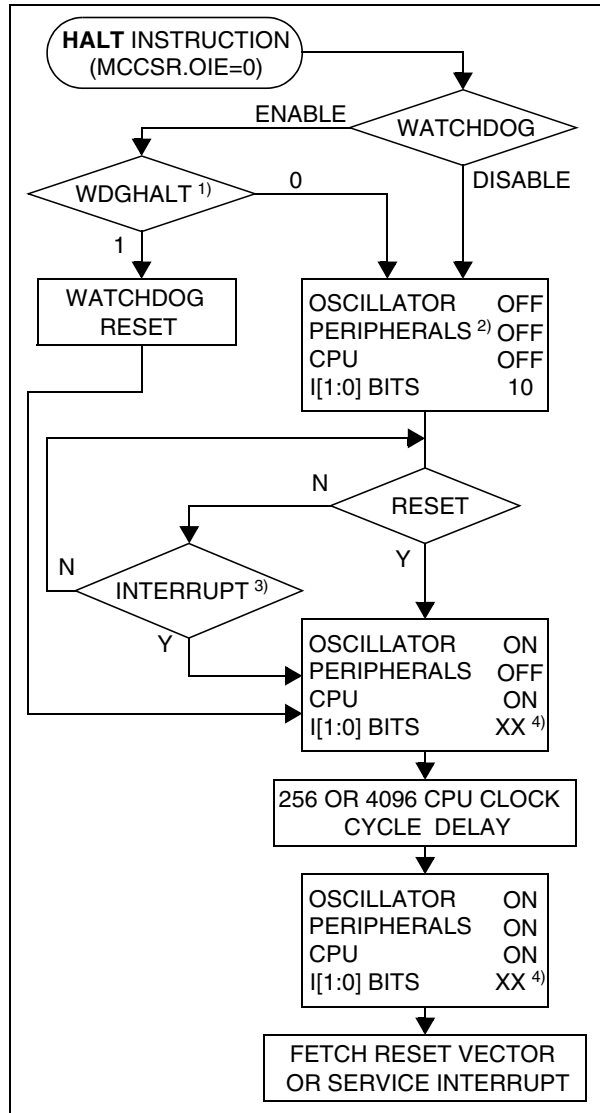 HALT INSTRUCTION
(MCCSR.OIE=0)
ENABLE
WATCHDOG
WDGHALT 1)
0
DISABLE
1
WATCHDOG
RESET
OSCILLATOR OFF
PERIPHERALS 2) OFF
CPU OFF
I[1:0] BITS 10
N
RESET
N
Y
INTERRUPT 3)
Y
OSCILLATOR ON
PERIPHERALS OFF
CPU ON
I[1:0] BITS XX 4)
256 OR 4096 CPU CLOCK
CYCLE DELAY
OSCILLATOR ON
PERIPHERALS ON
CPU ON
I[1:0] BITS XX 4)
FETCH RESET VECTOR
OR SERVICE INTERRUPT